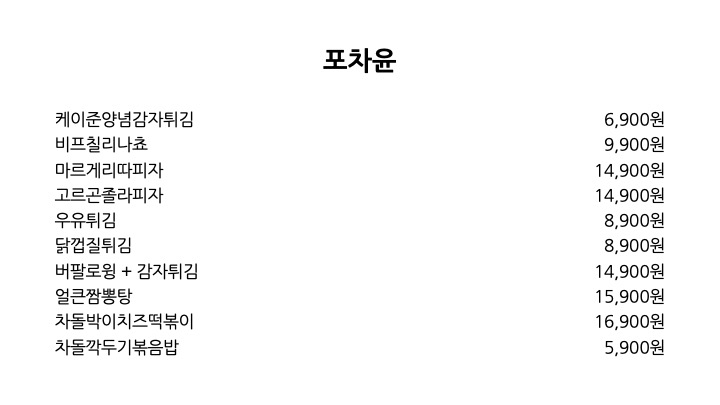 포차윤
케이준양념감자튀김 6,900원
비프칠리나쵸 9,900원
마르게리따피자 14,900원
고르곤졸라피자 14,900원
우유튀김 8,900원
닭껍질튀김 8,900원
버팔로윙 + 감자튀김 14,900원
얼큰짬뽕탕 15,900원
차돌박이치즈떡볶이 16,900원
차돌깍두기볶음밥 5,900원